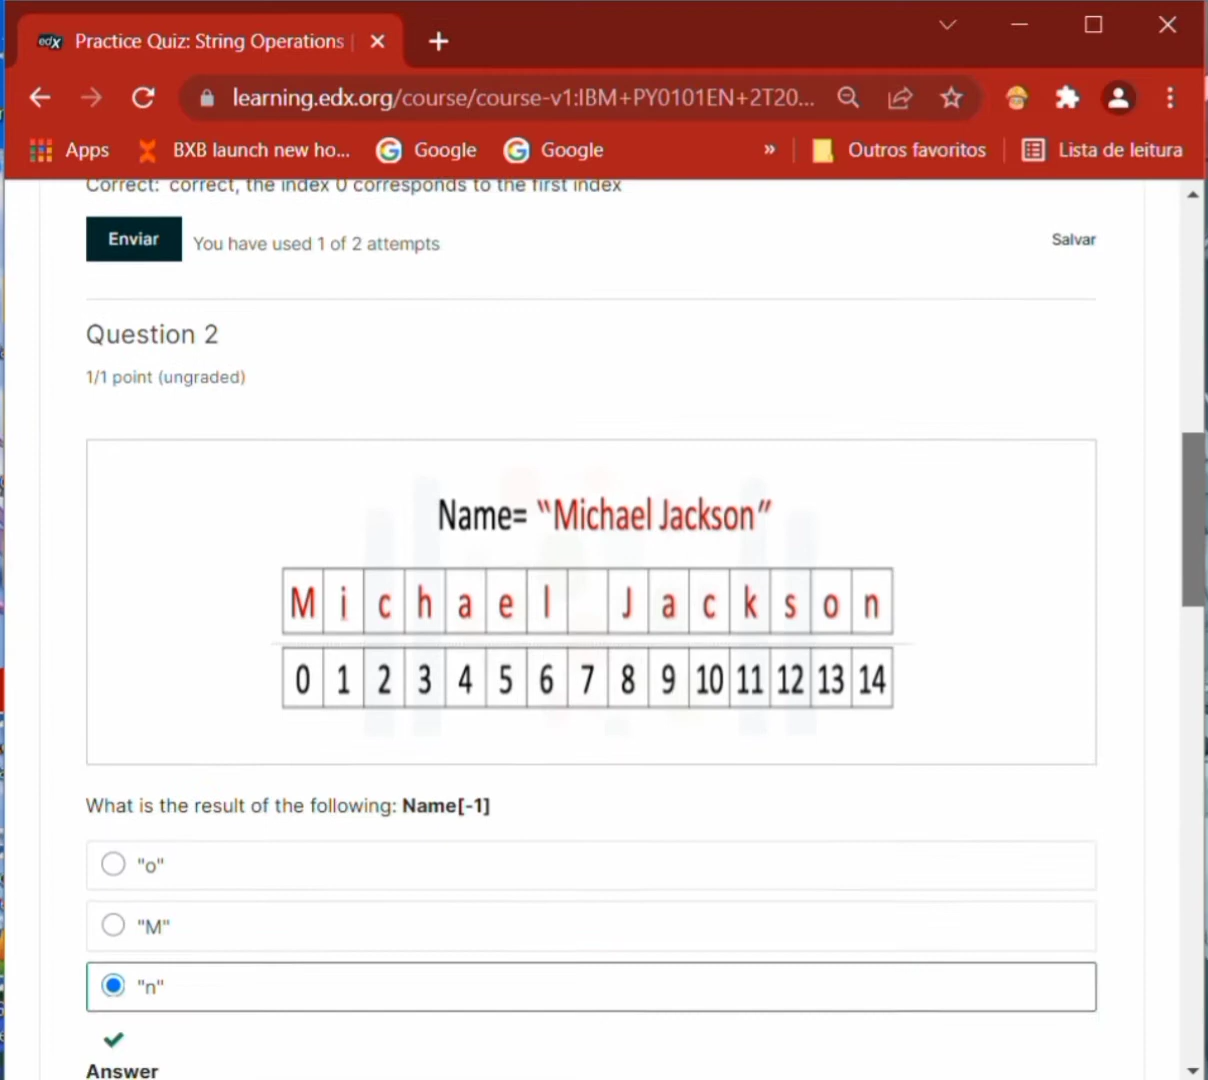 edX Practice Quiz: String Operations |
learning.edx.org/course/course-v1:IBM+PY0101EN+2T20...
Apps BXB launch new ho... Google Google » Outros favoritos Lista de leitura
Correct: correct, the index 0 corresponds to the first index
Enviar You have used 1 of 2 attempts Salvar
Question 2
1/1 point (ungraded)
Name= "Michael Jackson"
M i c h a e l J a c k s o n
0 1 2 3 4 5 6 7 8 9 10 11 12 13 14
What is the result of the following: Name[-1]
"o"
"M"
"n"
Answer